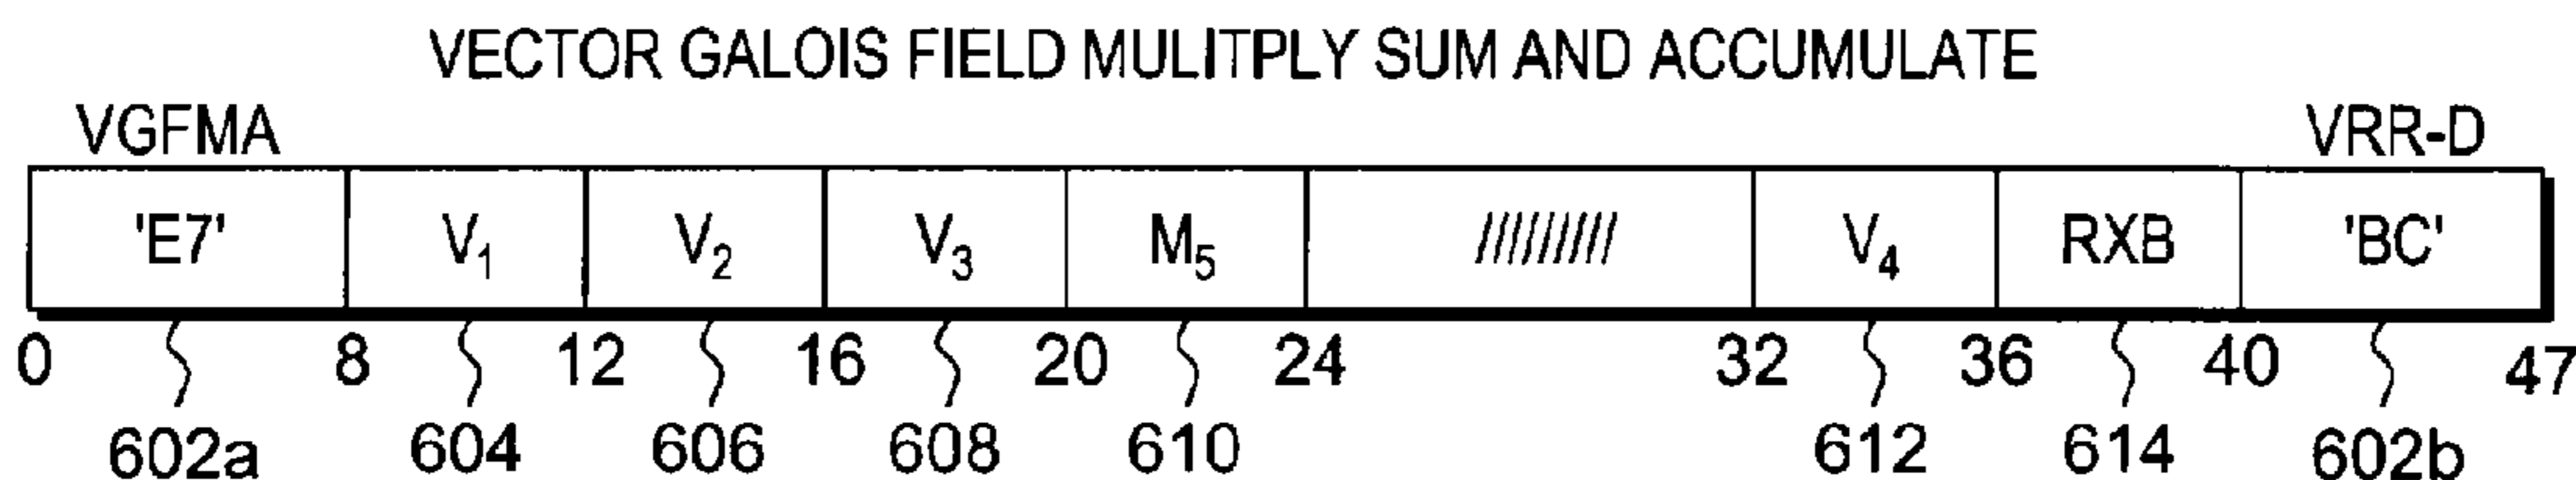 VECTOR GALOIS FIELD MULITPLY SUM AND ACCUMULATE
VGFMA VRR-D
'E7' V₁ V₂ V₃ M₅ ///////// V₄ RXB 'BC'
0 8 12 16 20 24 32 36 40 47
602a 604 606 608 610 612 614 602b